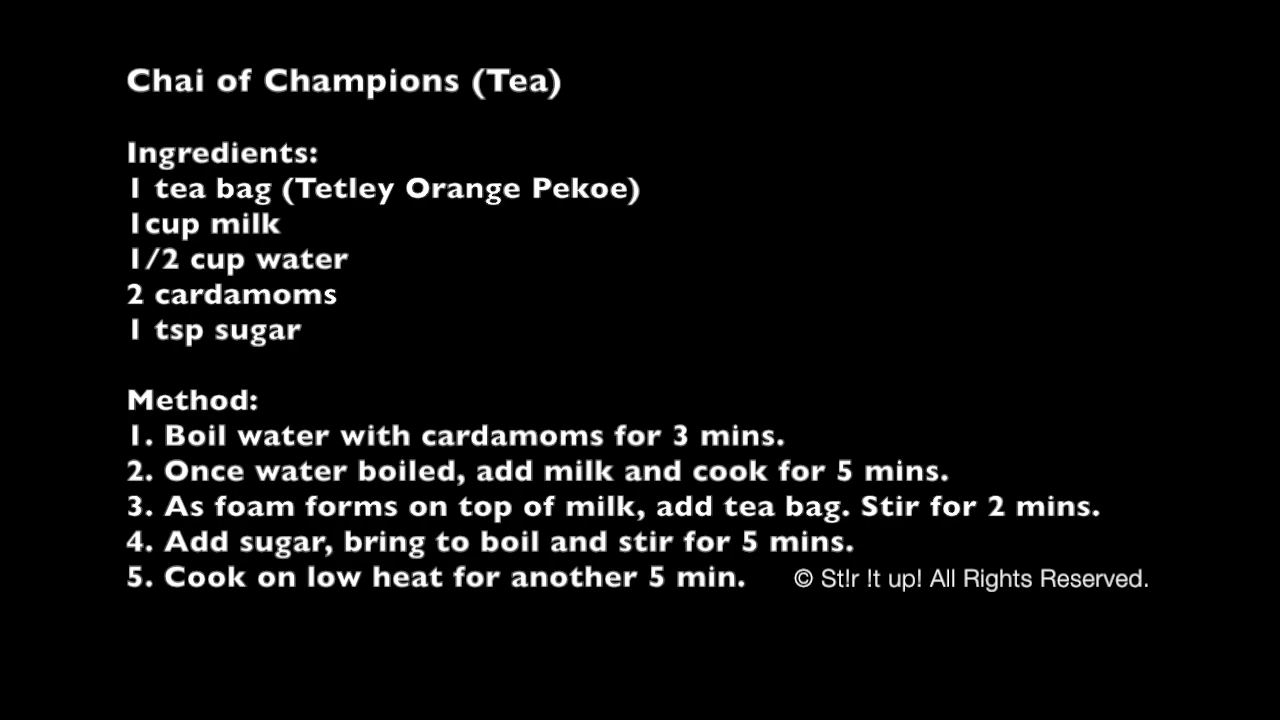 Chai of Champions (Tea)
Ingredients:
1 tea bag (Tetley Orange Pekoe)
1cup milk
1/2 cup water
2 cardamoms
1 tsp sugar
Method:
1. Boil water with cardamoms for 3 mins.
2. Once water boiled, add milk and cook for 5 mins.
3. As foam forms on top of milk, add tea bag. Stir for 2 mins.
4. Add sugar, bring to boil and stir for 5 mins.
5. Cook on low heat for another 5 min. © St!r !t up! All Rights Reserved.